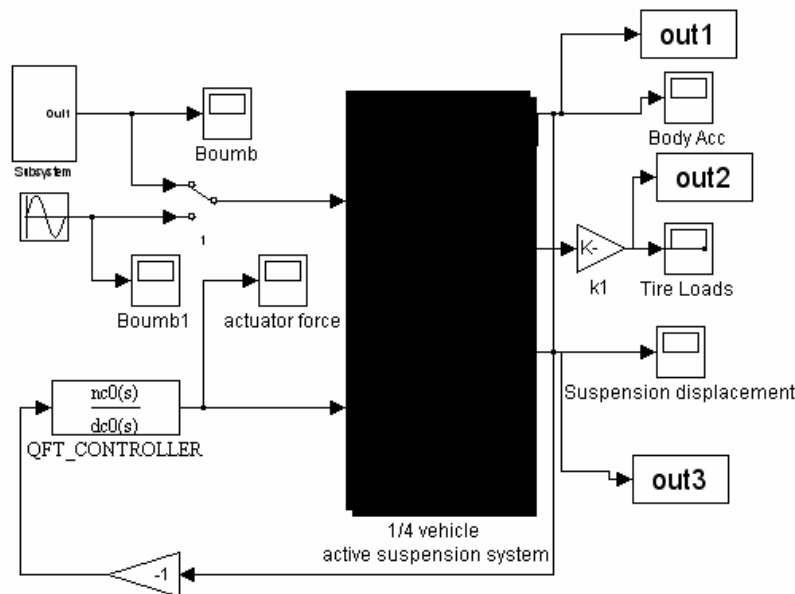 out1
Out1
Subsystem
Boumb
Body Acc
out2
1
K-
k1
Tire Loads
Boumb1
actuator force
nc0(s)
dc0(s)
QFT_CONTROLLER
Suspension displacement
out3
1/4 vehicle
active suspension system
-1